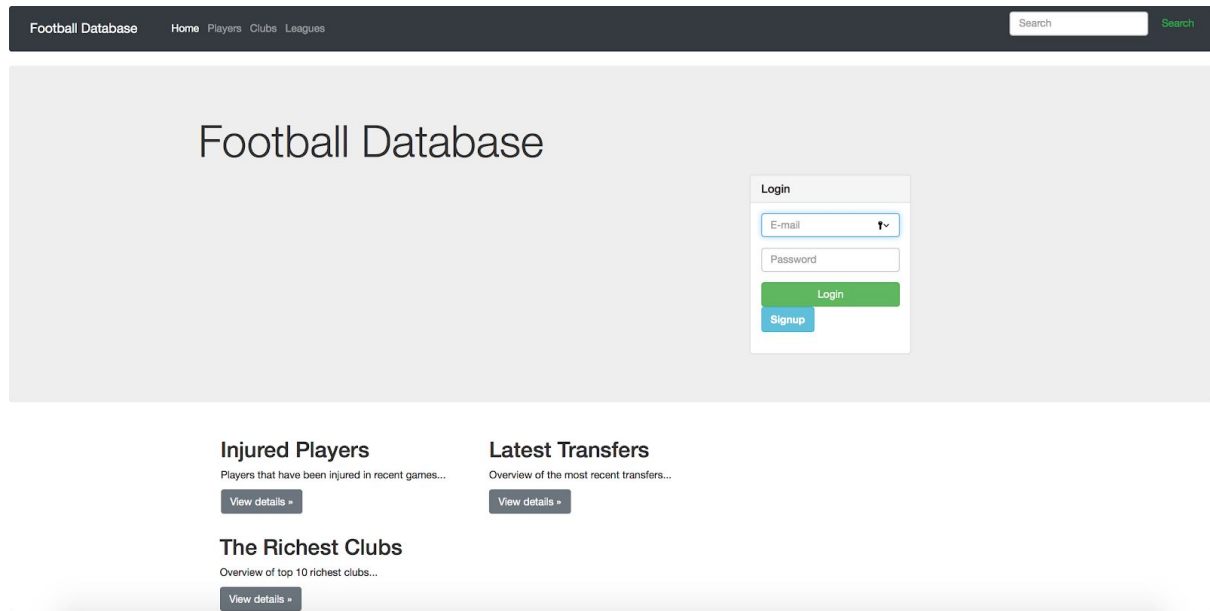 Football Database Home Players Clubs Leagues Search Search
Football Database
Login
E-mail
Password
Login
Signup
Injured Players
Players that have been injured in recent games...
View details »
Latest Transfers
Overview of the most recent transfers...
View details »
The Richest Clubs
Overview of top 10 richest clubs...
View details »